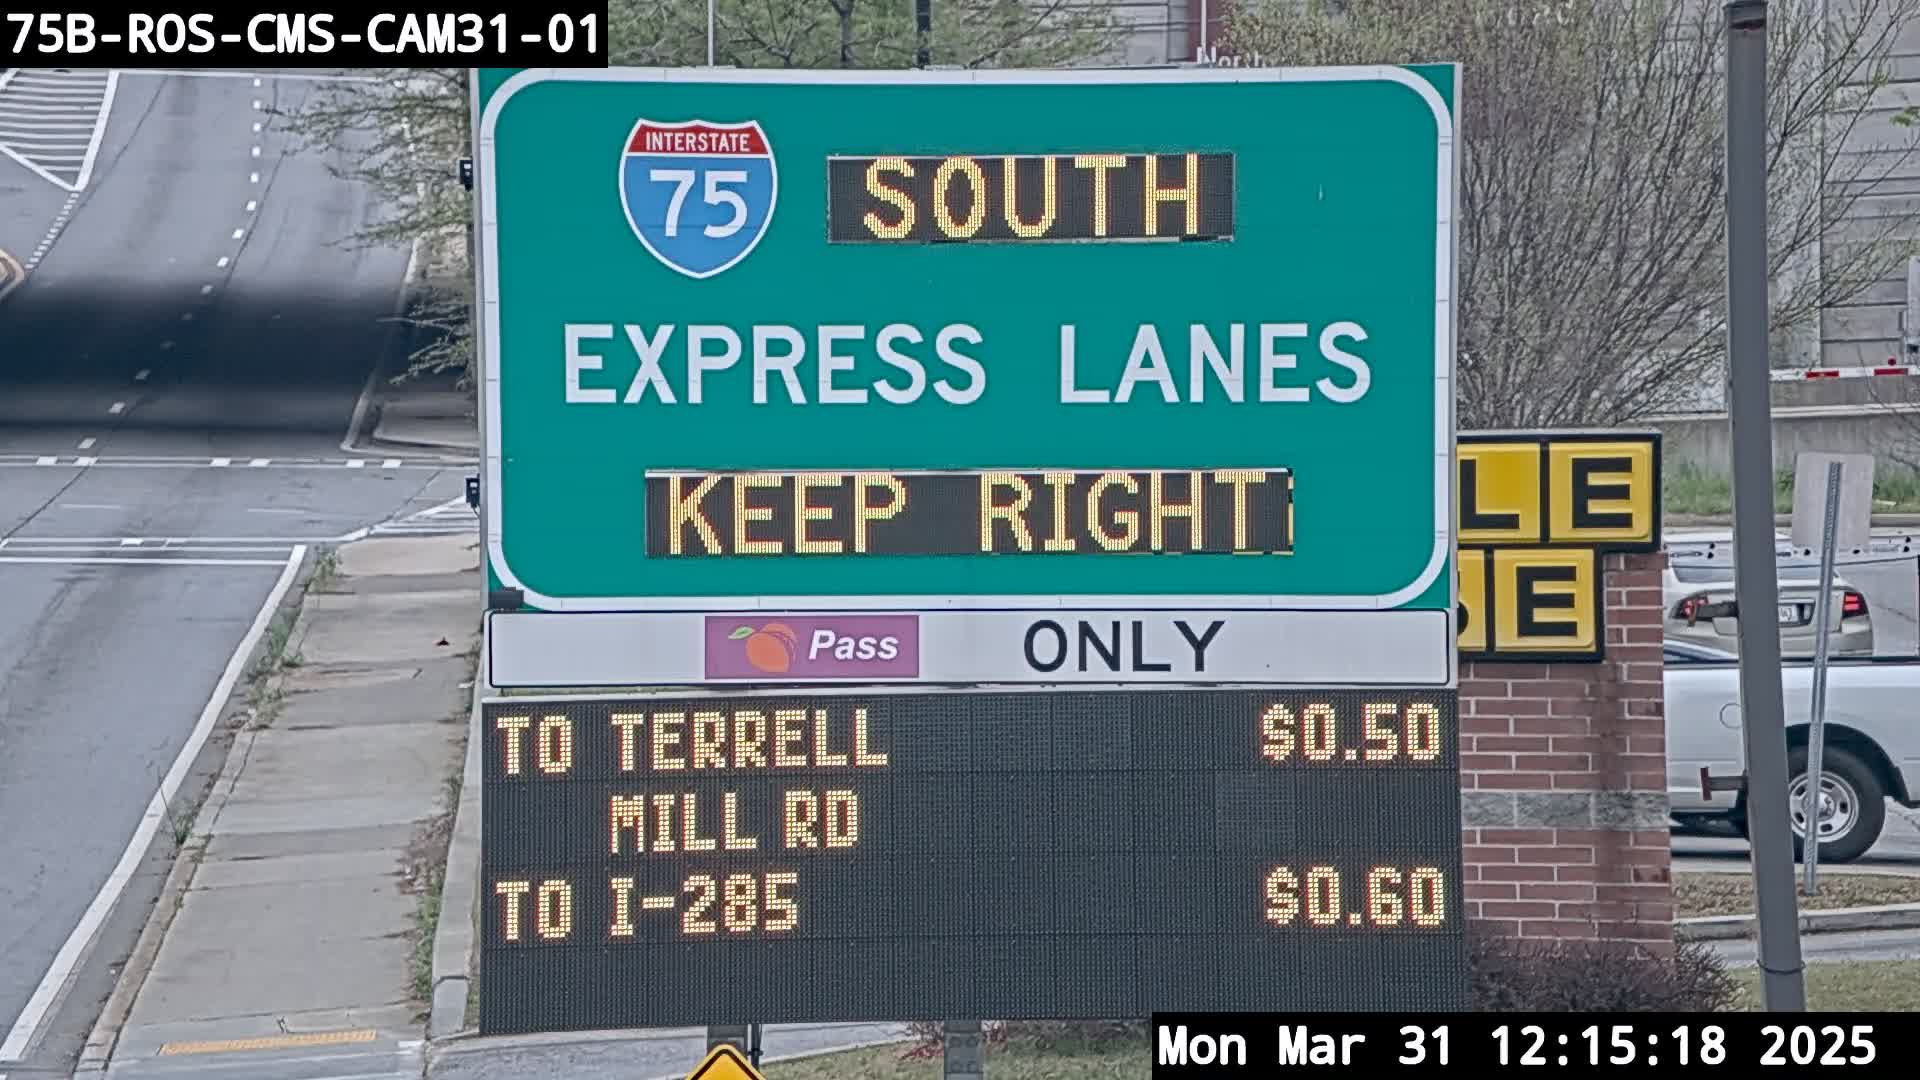 75B-ROS-CMS-CAM31-01
INTERSTATE
75
SOUTH
EXPRESS LANES
KEEP RIGHT
Pass ONLY
TO TERRELL $0.50
MILL RD
TO I-285 $0.60
LE
E
Mon Mar 31 12:15:18 2025